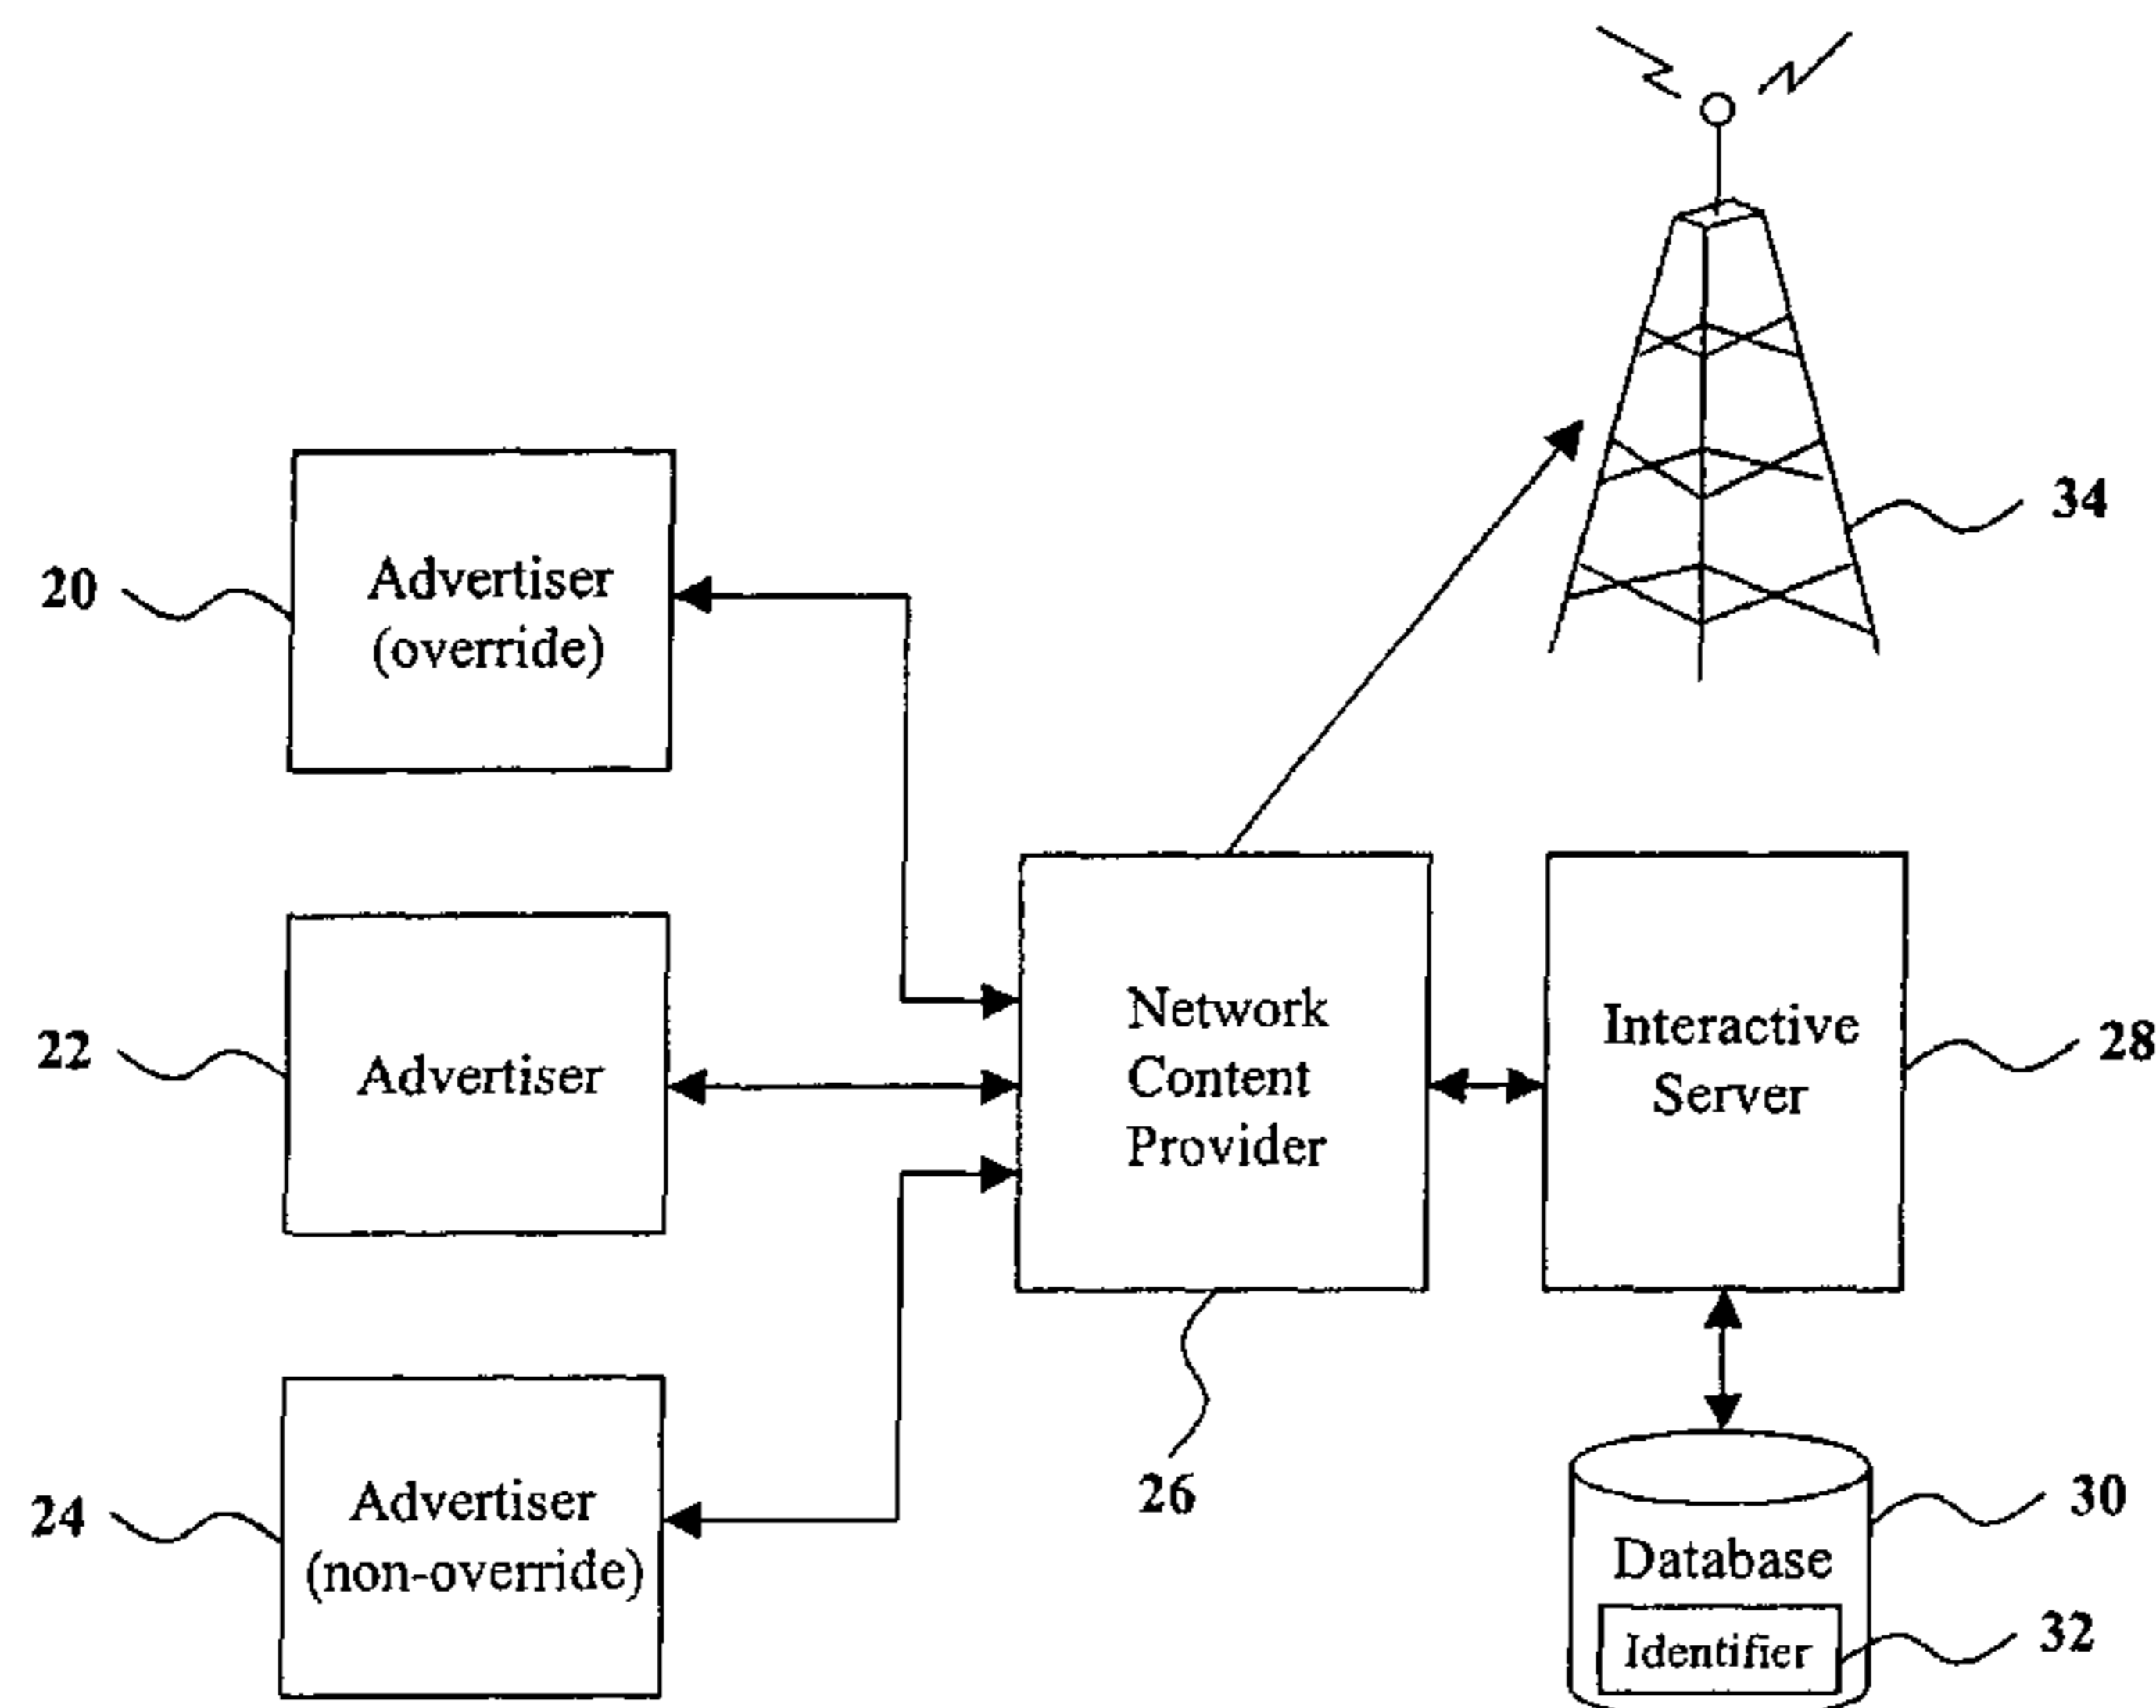 34
20
Advertiser
(override)
22
Advertiser
Network
Content
Provider
Interactive
Server
28
26
24
Advertiser
(non-override)
30
Database
Identifier
32